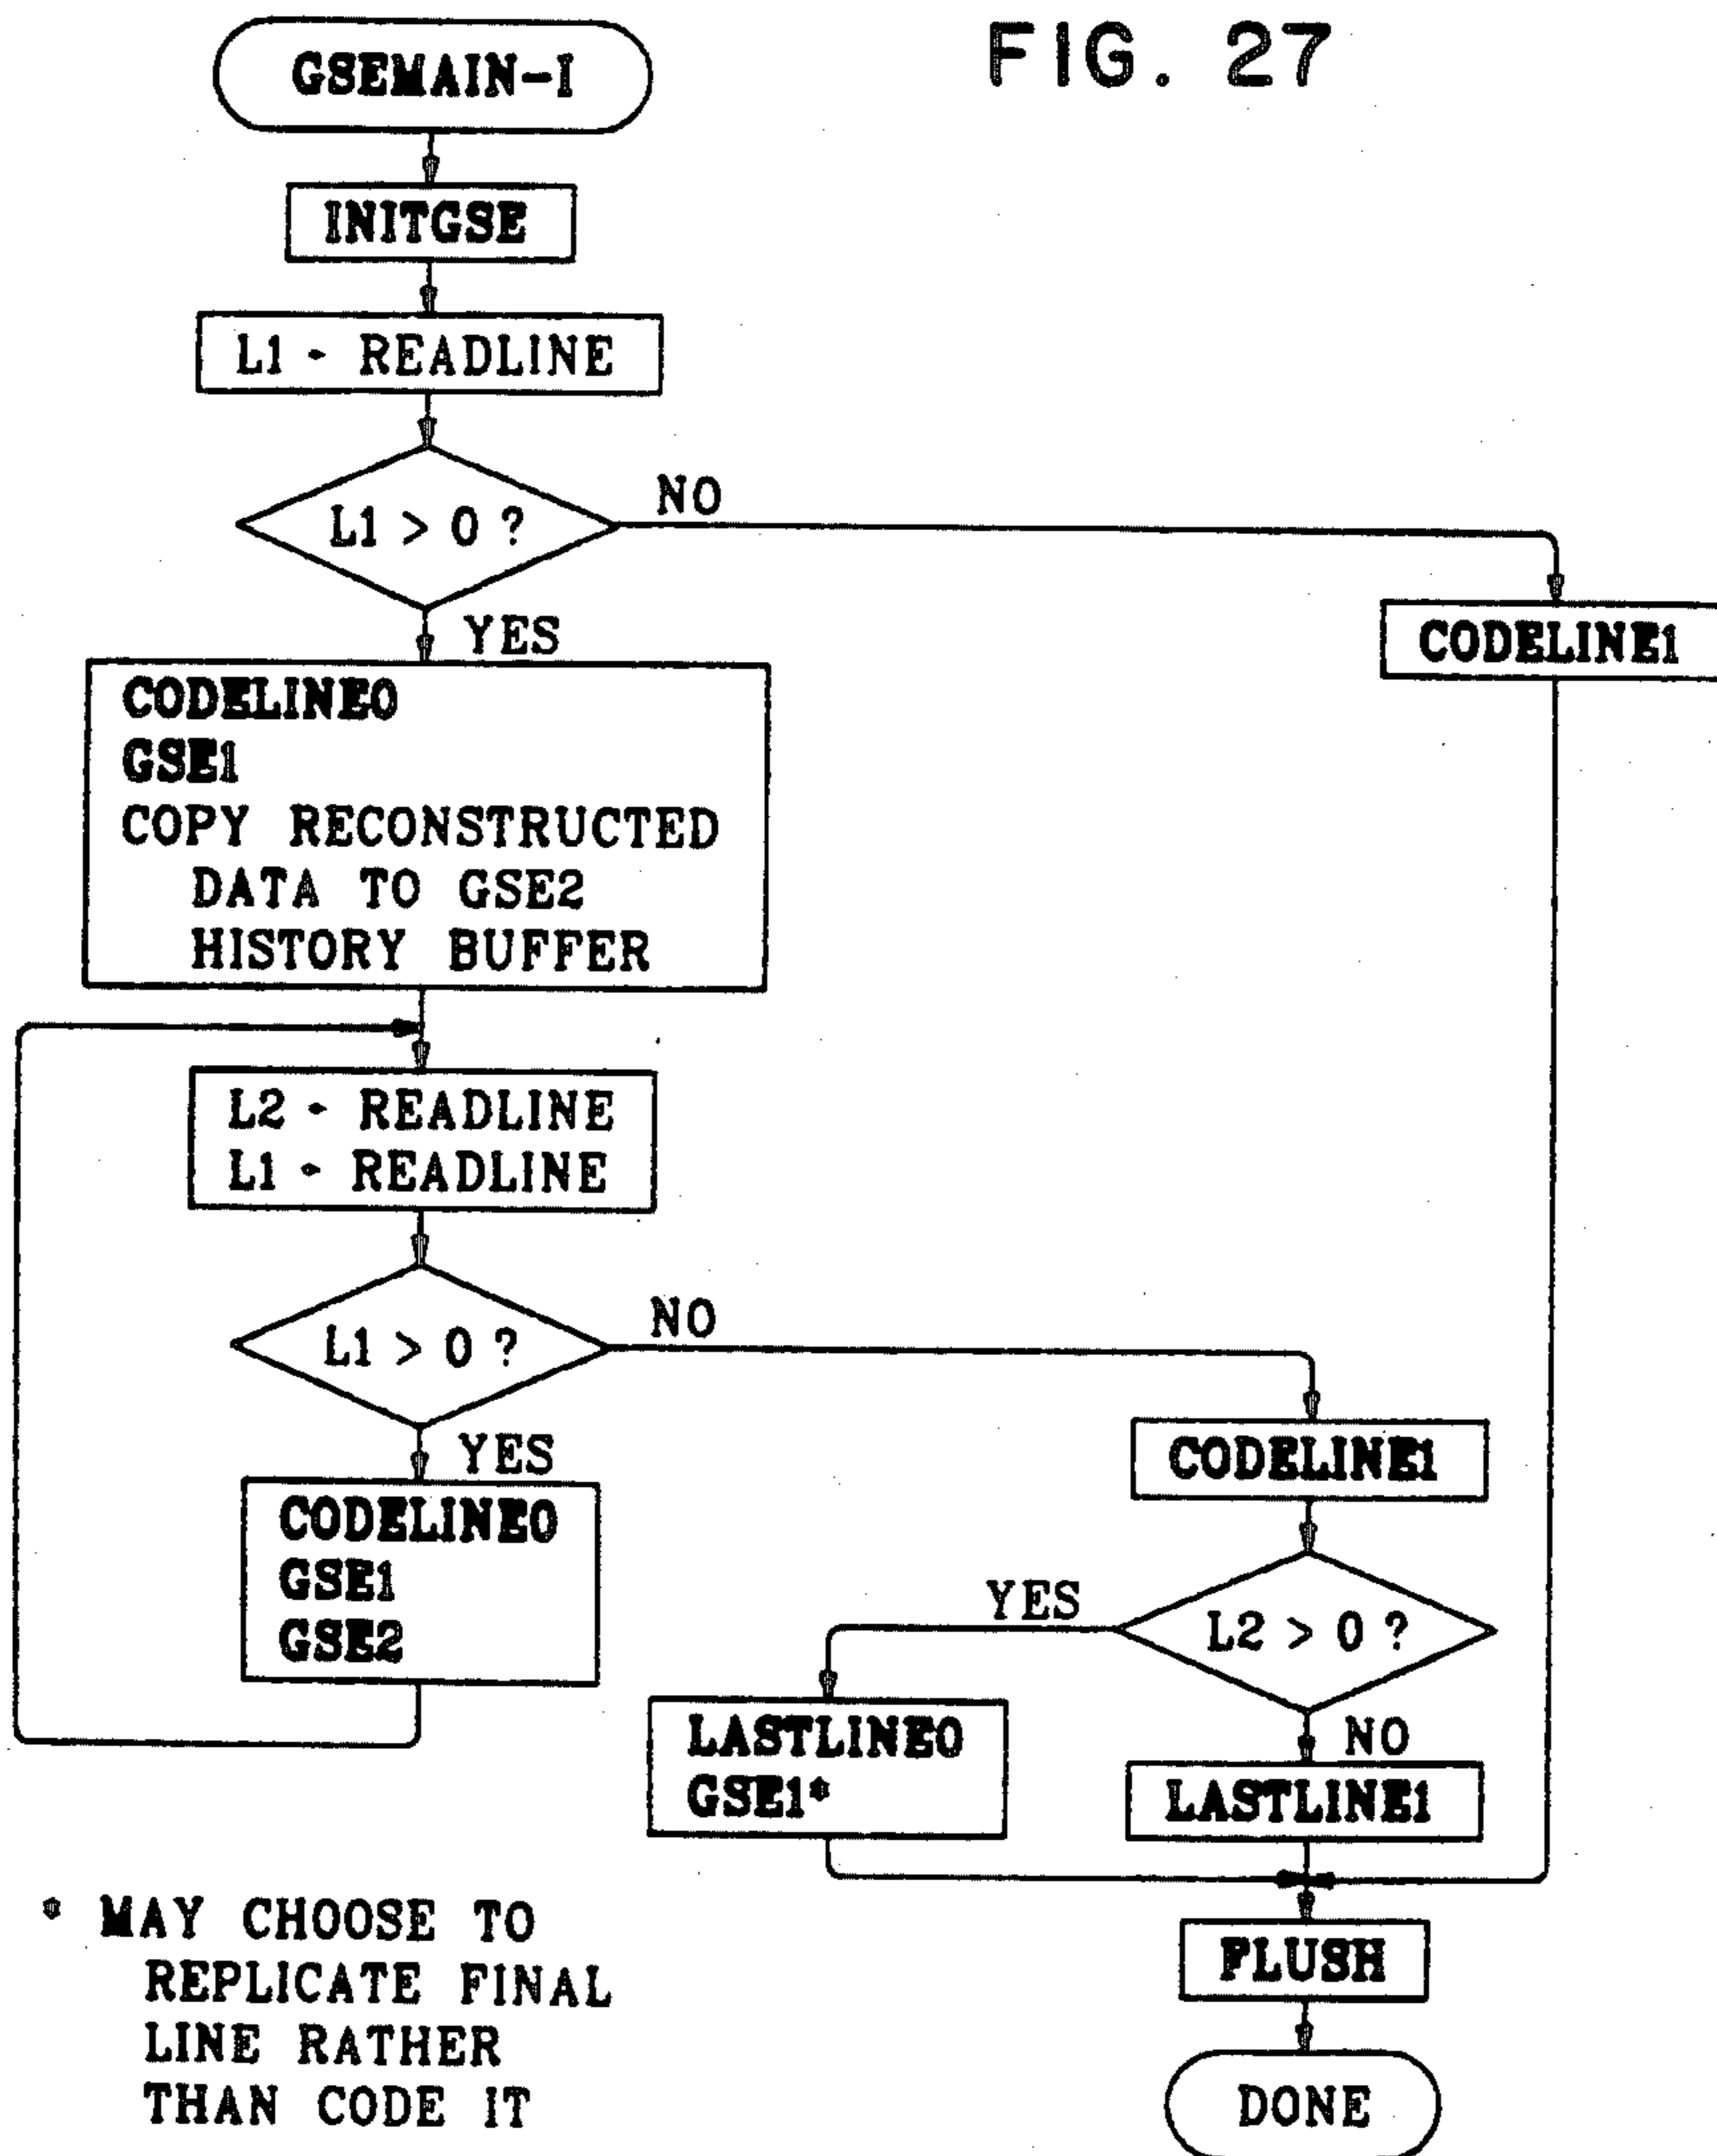 FIG. 27
GSEMAIN-I
INITGSE
L1 - READLINE
L1 > 0 ?
NO
YES
CODELINE1
CODELINE0
GSE1
COPY RECONSTRUCTED
DATA TO GSE2
HISTORY BUFFER
L2 - READLINE
L1 - READLINE
L1 > 0 ?
NO
YES
CODELINE0
GSE1
GSE2
CODELINE1
L2 > 0 ?
YES
NO
LASTLINE0
GSE1*
LASTLINE1
FLUSH
DONE
* MAY CHOOSE TO
REPLICATE FINAL
LINE RATHER
THAN CODE IT